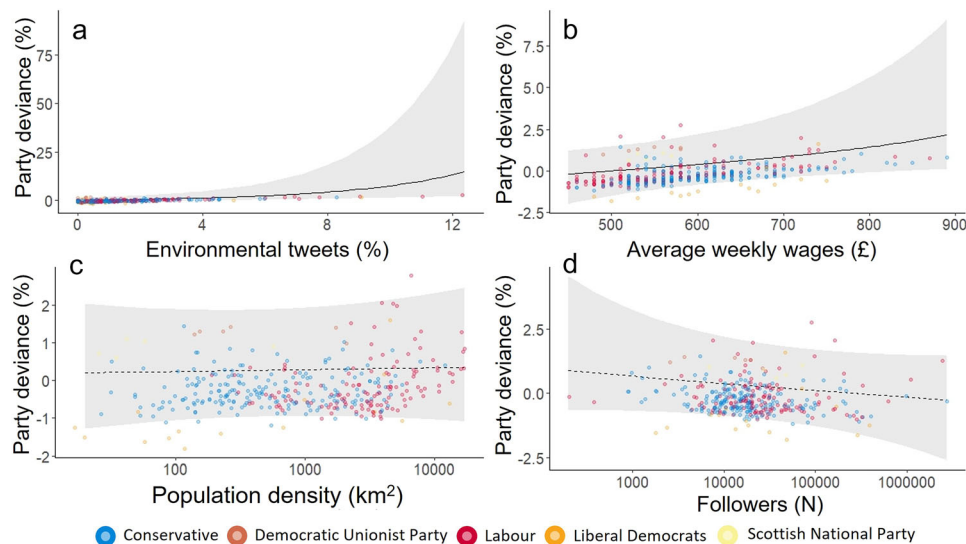 a
Party deviance (%)
75
50
25
0
0 4 8 12
Environmental tweets (%)
b
Party deviance (%)
7.5
5.0
2.5
0.0
-2.5
500 600 700 800 900
Average weekly wages (£)
c
Party deviance (%)
2
1
0
-1
-2
100 1000 10000
Population density (km²)
d
Party deviance (%)
2.5
0.0
-2.5
1000 10000 100000 1000000
Followers (N)
Conservative Democratic Unionist Party Labour Liberal Democrats Scottish National Party